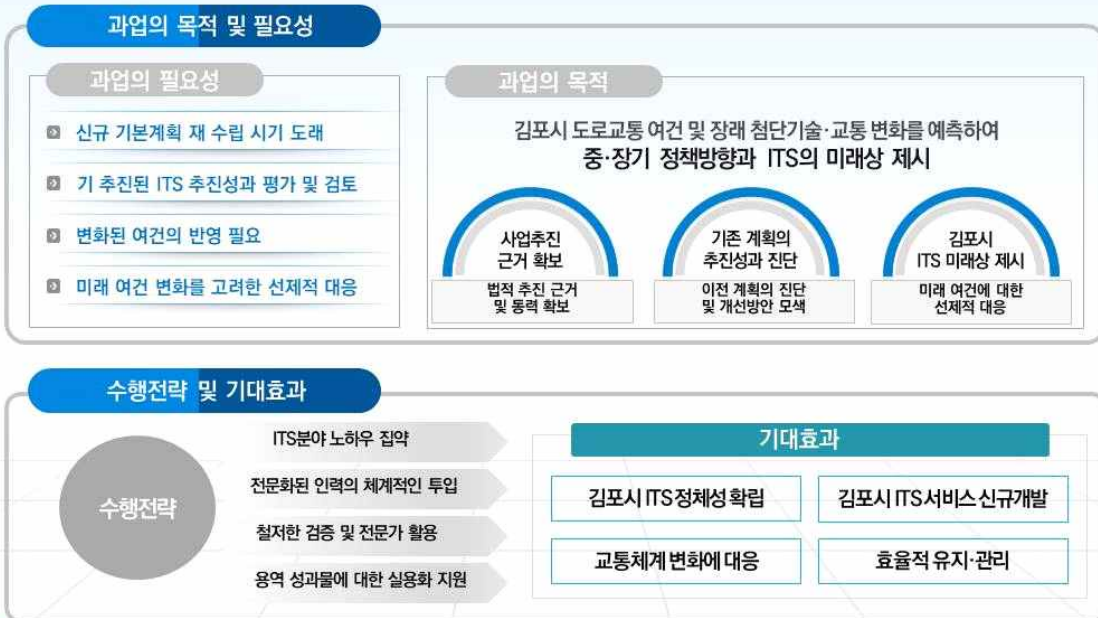 과업의 목적 및 필요성
과업의 필요성
신규 기본계획 재 수립 시기 도래
기 추진된 ITS 추진성과 평가 및 검토
변화된 여건의 반영 필요
미래 여건 변화를 고려한 선제적 대응
과업의 목적
김포시 도로교통 여건 및 장래 첨단기술·교통 변화를 예측하여
중·장기 정책방향과 ITS의 미래상 제시
사업추진
근거 확보
법적 추진 근거
및 동력 확보
기존 계획의
추진성과 진단
이전 계획의 진단
및 개선방안 모색
김포시
ITS 미래상 제시
미래 여건에 대한
선제적 대응
수행전략 및 기대효과
수행전략
ITS분야 노하우 집약
전문화된 인력의 체계적인 투입
철저한 검증 및 전문가 활용
용역 성과물에 대한 실용화 지원
기대효과
김포시 ITS 정체성 확립
김포시 ITS 서비스 신규개발
교통체계 변화에 대응
효율적 유지·관리